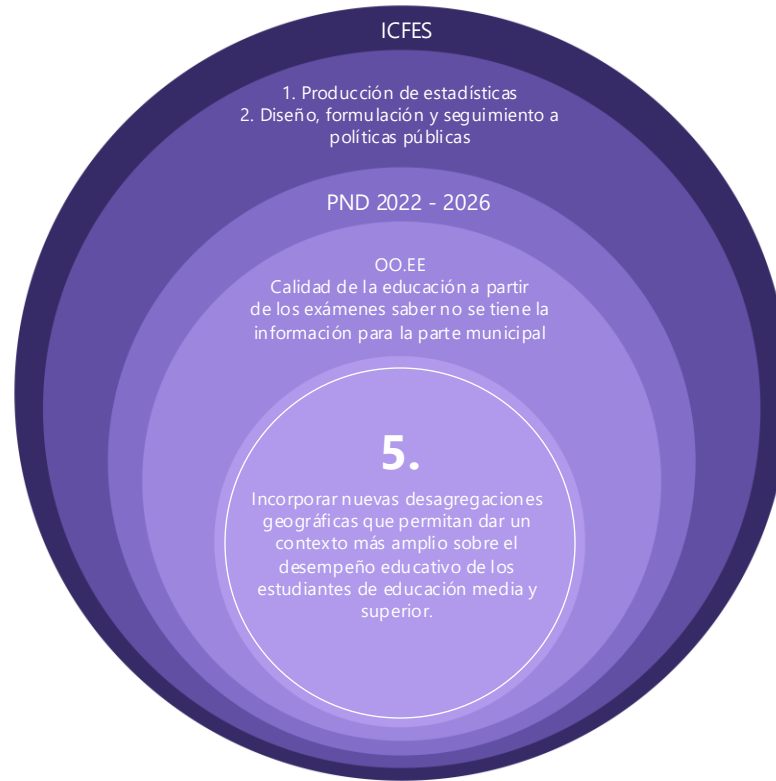 ICFES
1. Producción de estadísticas
2. Diseño, formulación y seguimiento a
políticas públicas
PND 2022 - 2026
OO.EE
Calidad de la educación a partir
de los exámenes saber no se tiene la
información para la parte municipal
5.
Incorporar nuevas desagregaciones
geográficas que permitan dar un
contexto más amplio sobre el
desempeño educativo de los
estudiantes de educación media y
superior.